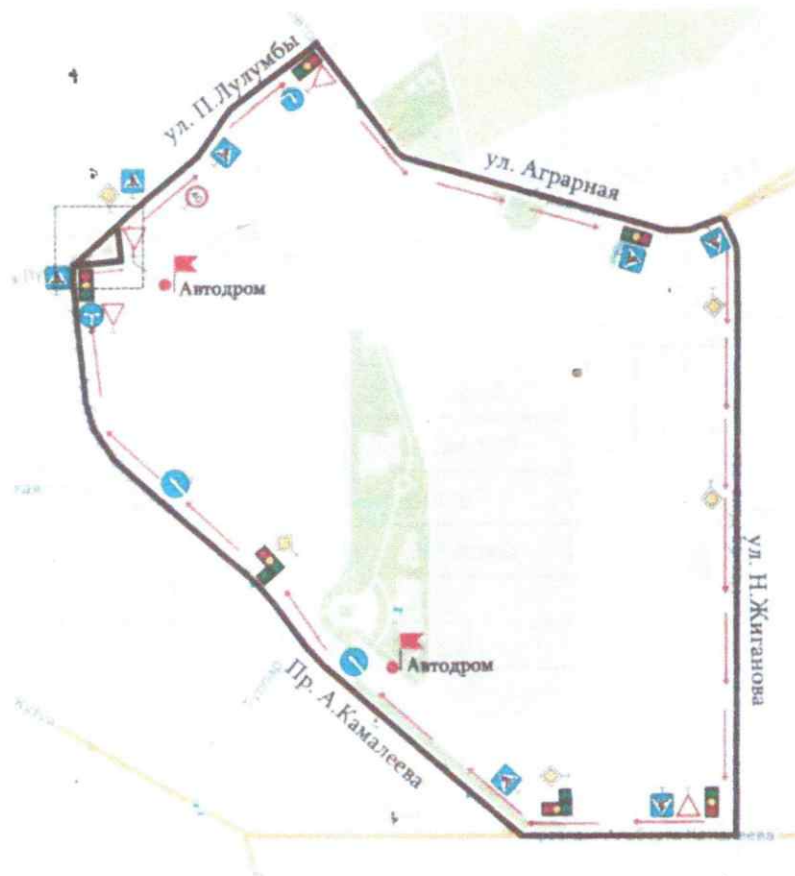 ул. П.Лулумбы
ул. Аграрная
Автодром
ул. Н.Жиганова
Автодром
Пр. А.Камалеева